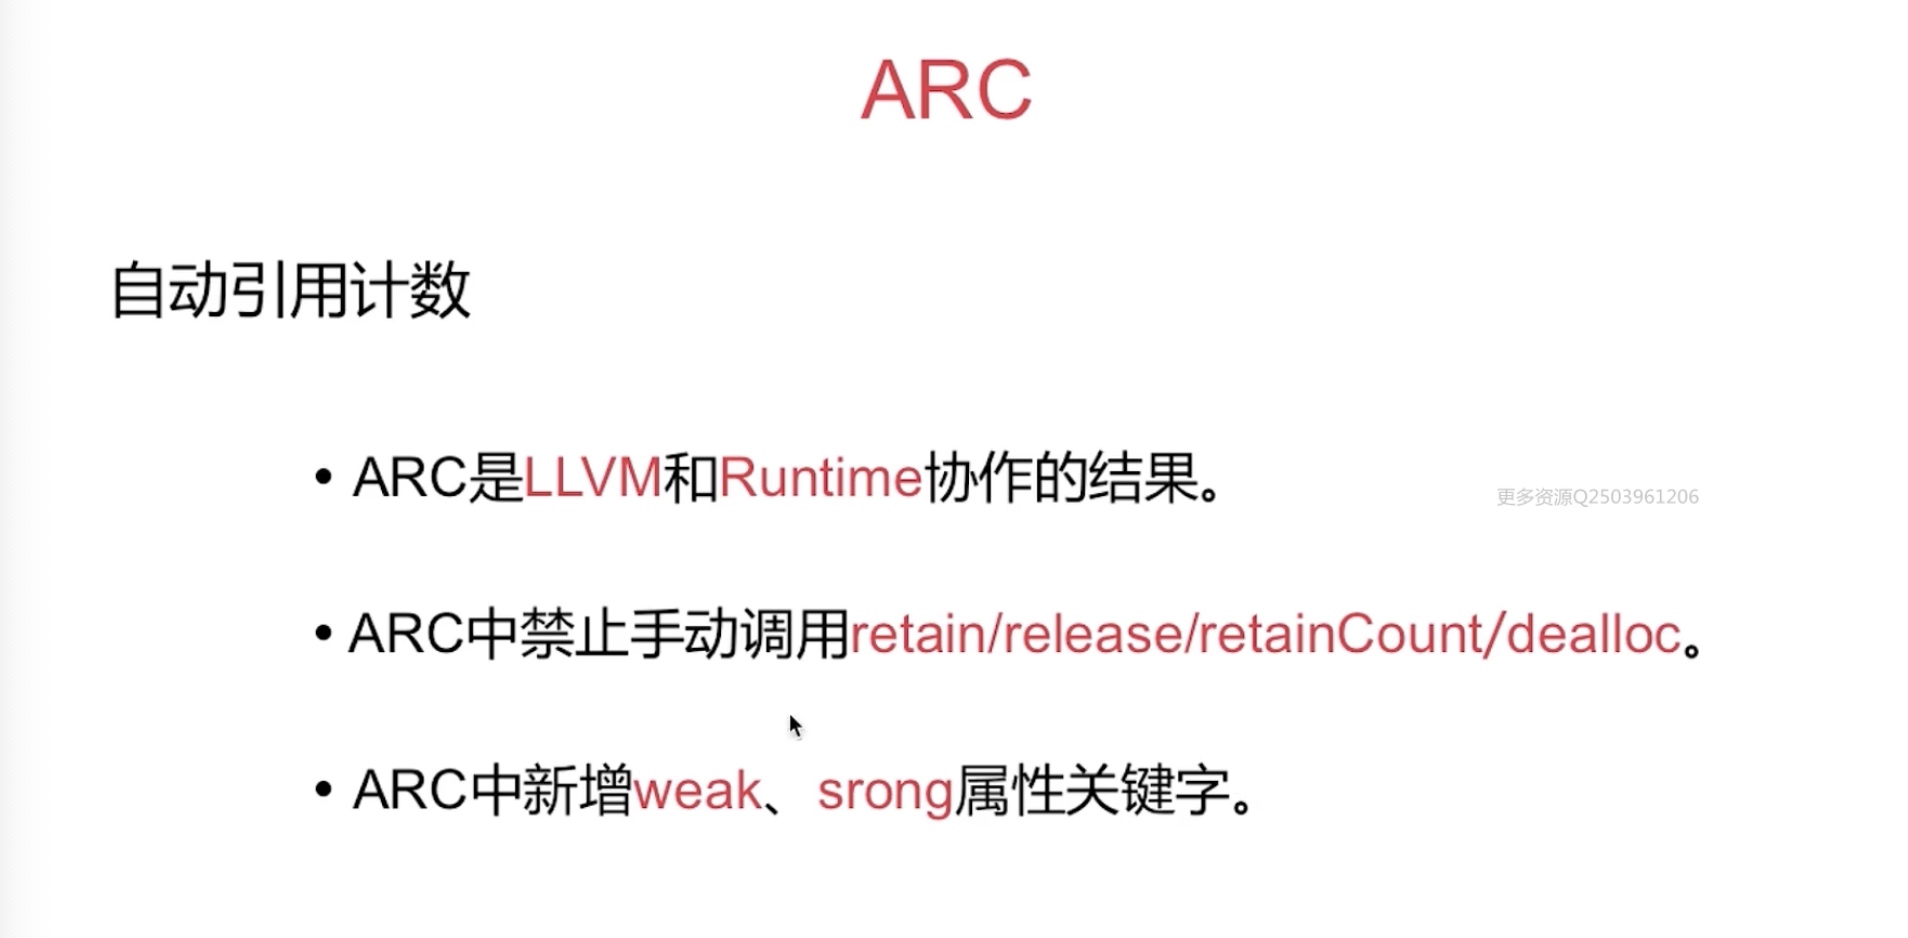 ARC
自动引用计数
• ARC是LLVM和Runtime协作的结果。
更多资源Q2503961206
• ARC中禁止手动调用retain/release/retainCount/dealloc。
• ARC中新增weak、srong属性关键字。